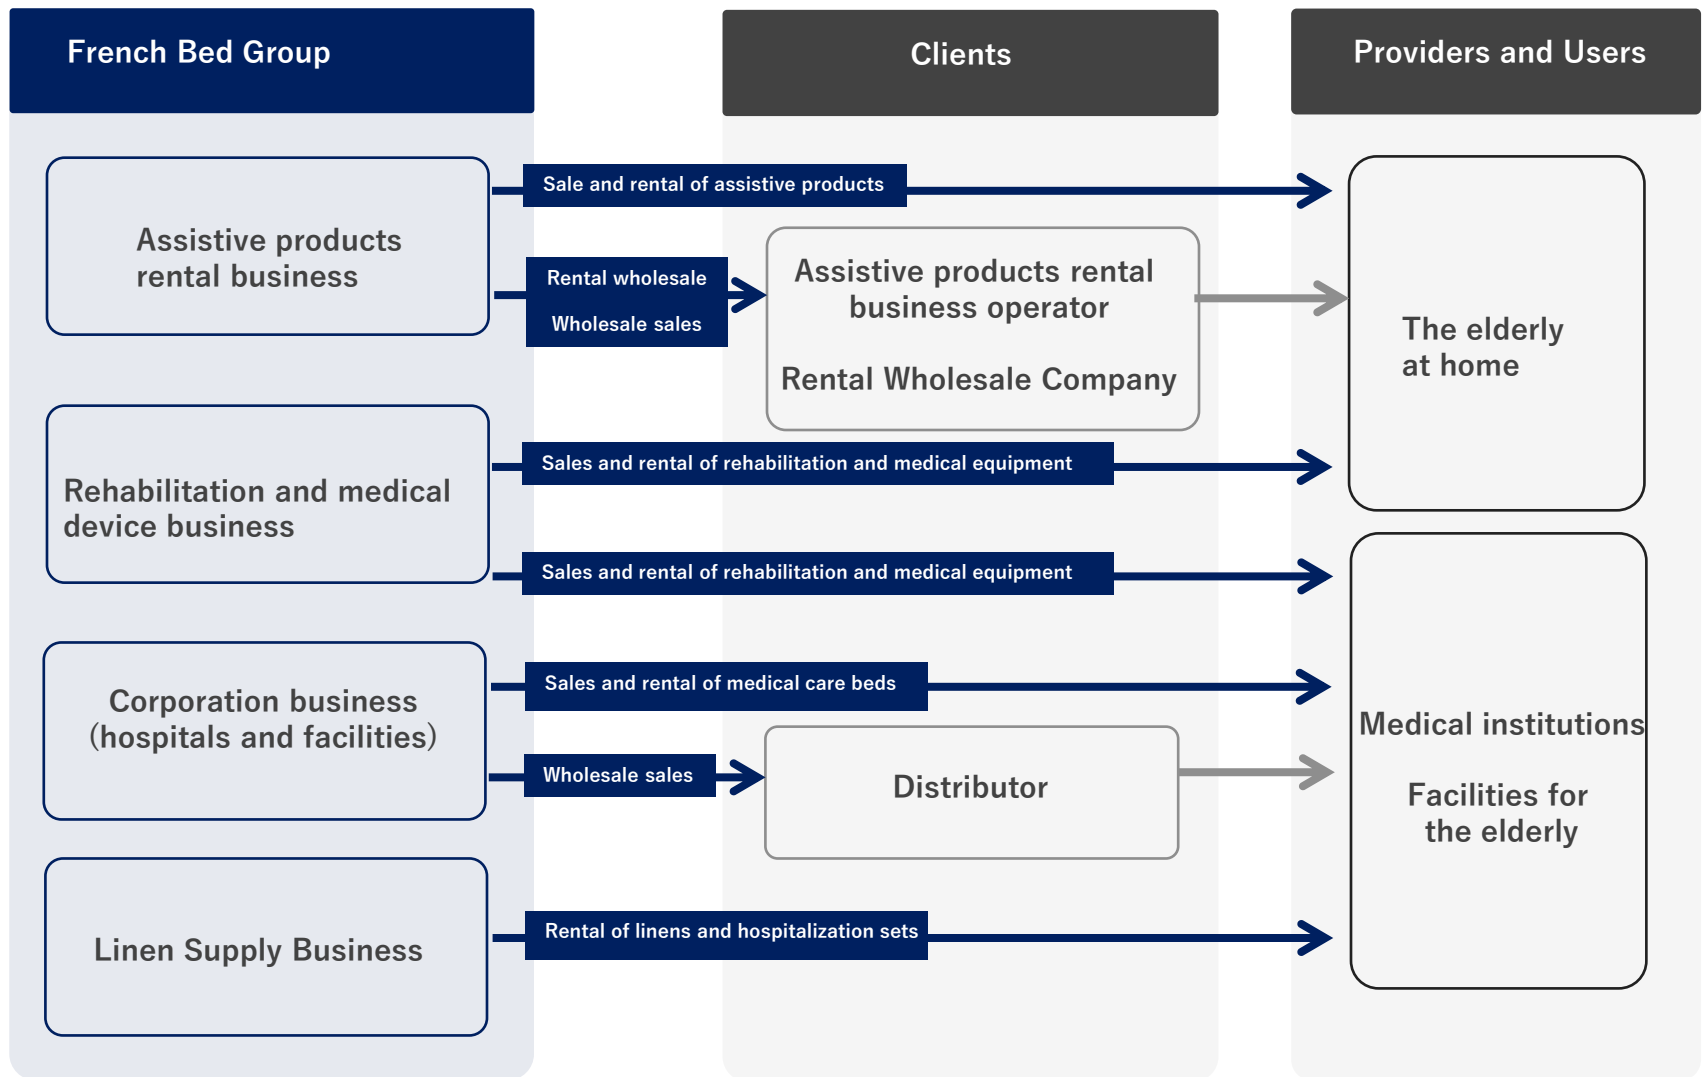 French Bed Group
Clients
Providers and Users
Assistive products
rental business
Sale and rental of assistive products
Rental wholesale
Wholesale sales
Assistive products rental
business operator
Rental Wholesale Company
The elderly
at home
Rehabilitation and medical
device business
Sales and rental of rehabilitation and medical equipment
Sales and rental of rehabilitation and medical equipment
Corporation business
(hospitals and facilities)
Sales and rental of medical care beds
Wholesale sales
Distributor
Medical institutions
Facilities for
the elderly
Linen Supply Business
Rental of linens and hospitalization sets